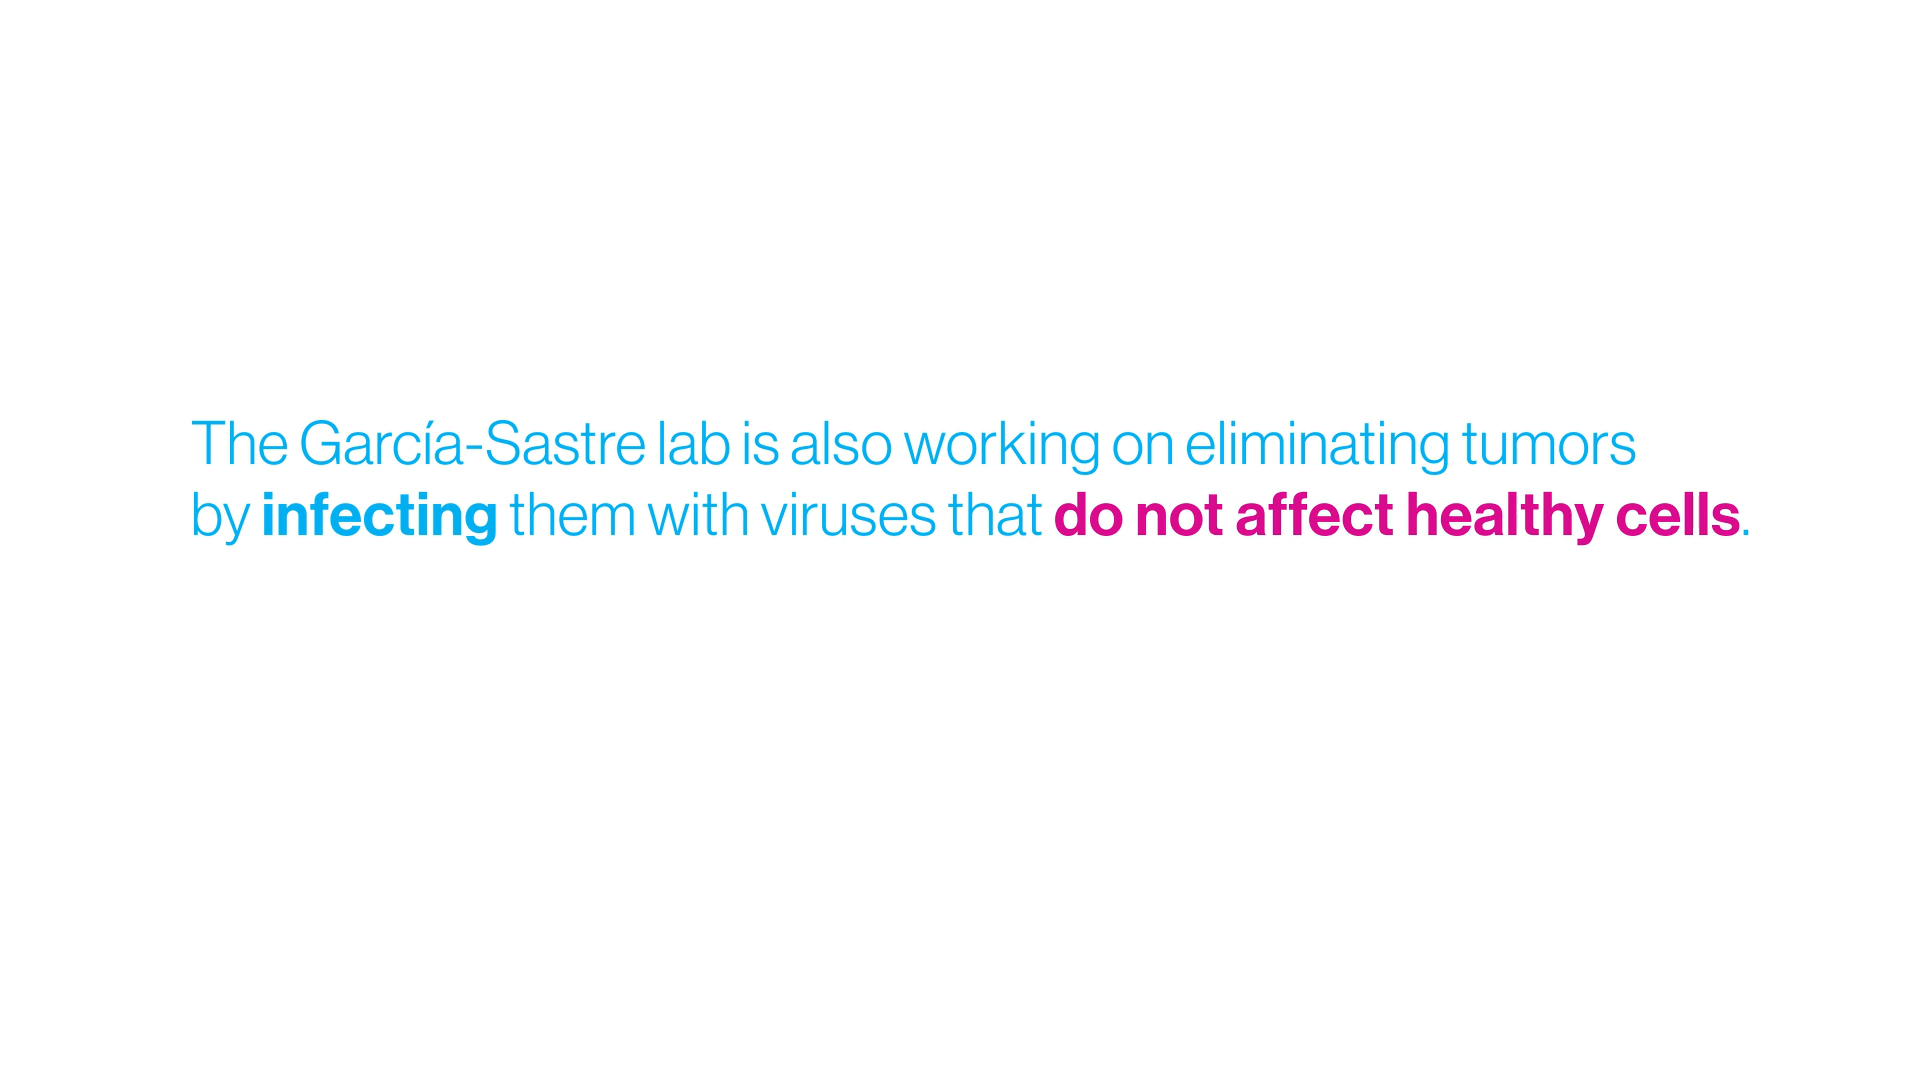 The García-Sastre lab is also working on eliminating tumors
by infecting them with viruses that do not affect healthy cells.